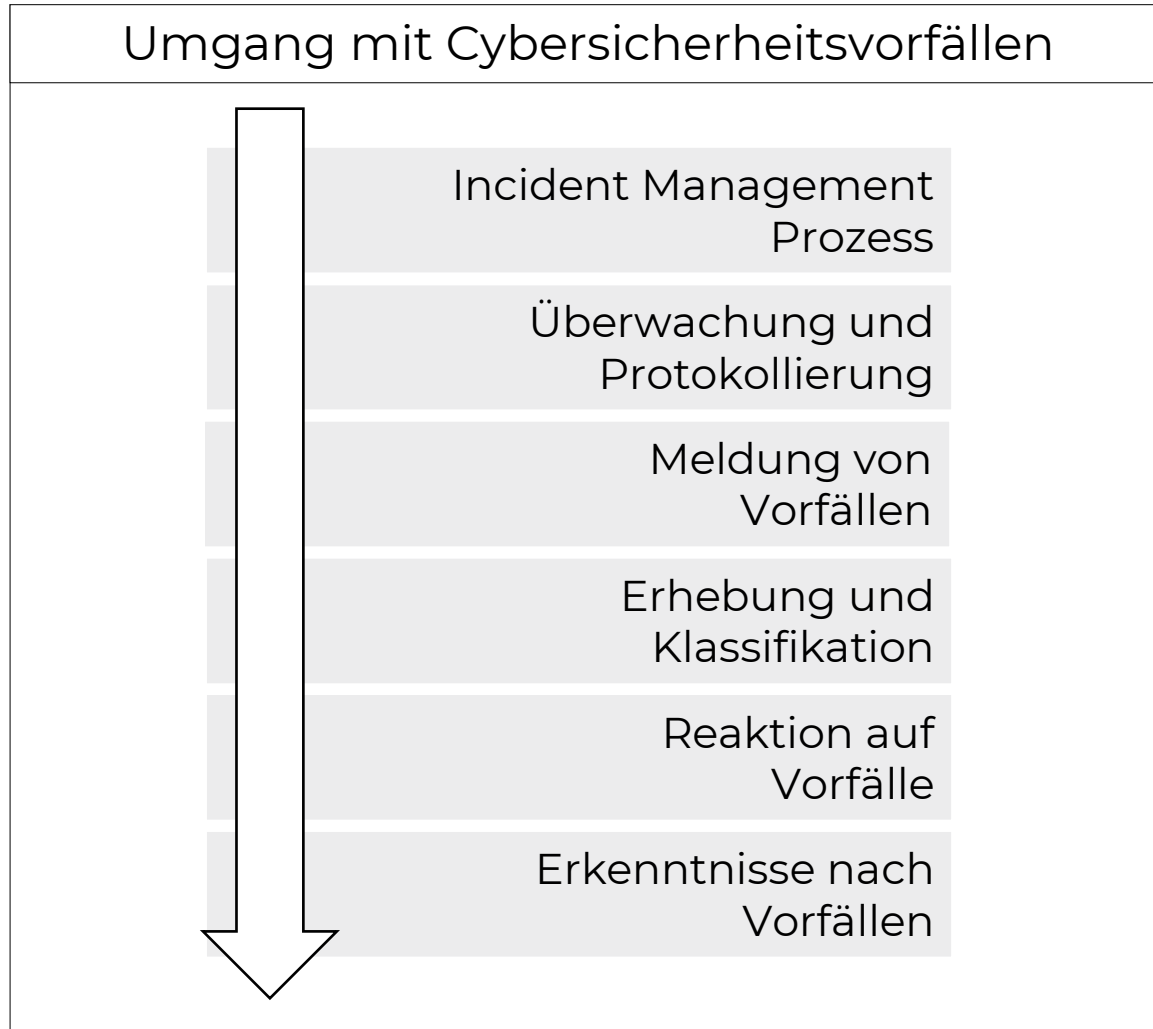 Umgang mit Cybersicherheitsvorfällen
Incident Management
Prozess
Überwachung und
Protokollierung
Meldung von
Vorfällen
Erhebung und
Klassifikation
Reaktion auf
Vorfälle
Erkenntnisse nach
Vorfällen